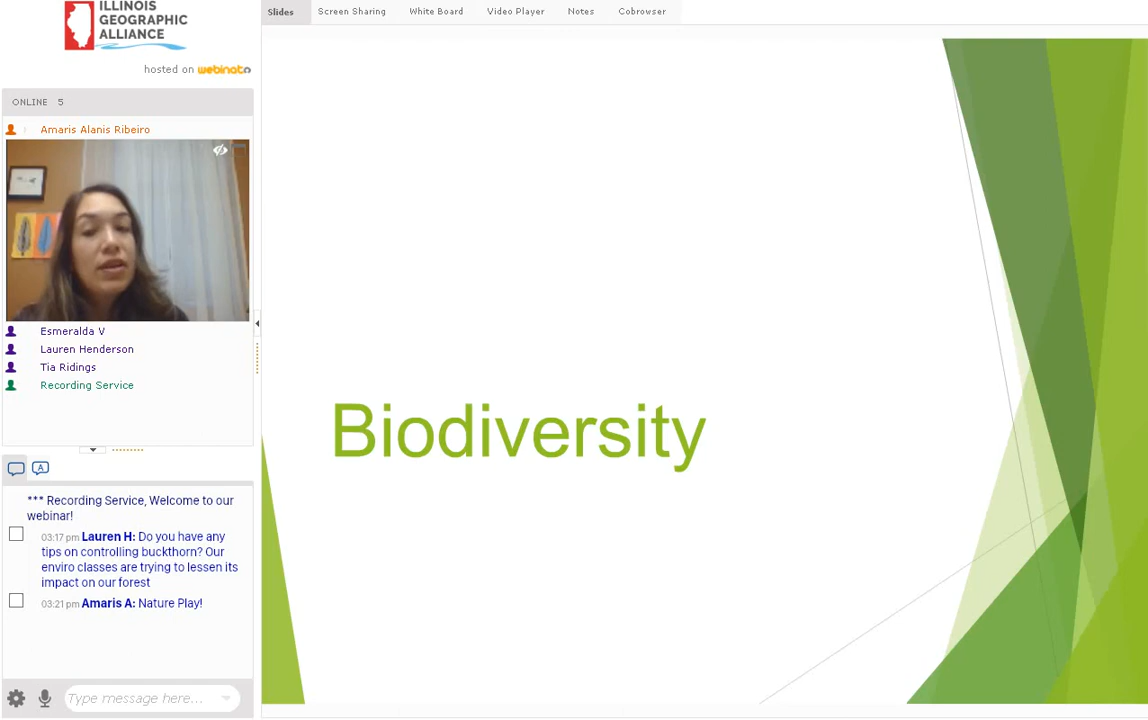 ILLINOIS
GEOGRAPHIC
ALLIANCE
hosted on webinato
ONLINE 5
Amaris Alanis Ribeiro
Esmeralda V
Lauren Henderson
Tia Ridings
Recording Service
*** Recording Service, Welcome to our
webinar!
03:17 pm Lauren H: Do you have any
tips on controlling buckthorn? Our
enviro classes are trying to lessen its
impact on our forest
03:21 pm Amaris A: Nature Play!
Type message here...
Slides Screen Sharing White Board Video Player Notes Cobrowser
Biodiversity